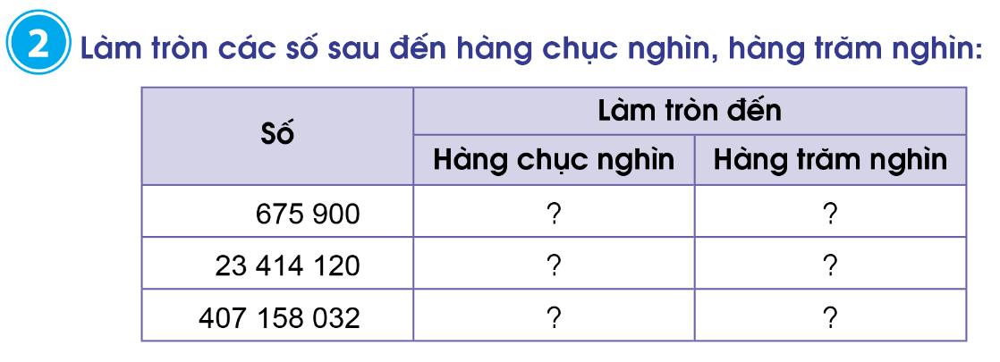 2 Làm tròn các số sau đến hàng chục nghìn, hàng trăm nghìn:
Số
Làm tròn đến
Hàng chục nghìn Hàng trăm nghìn
675 900 ? ?
23 414 120 ? ?
407 158 032 ? ?